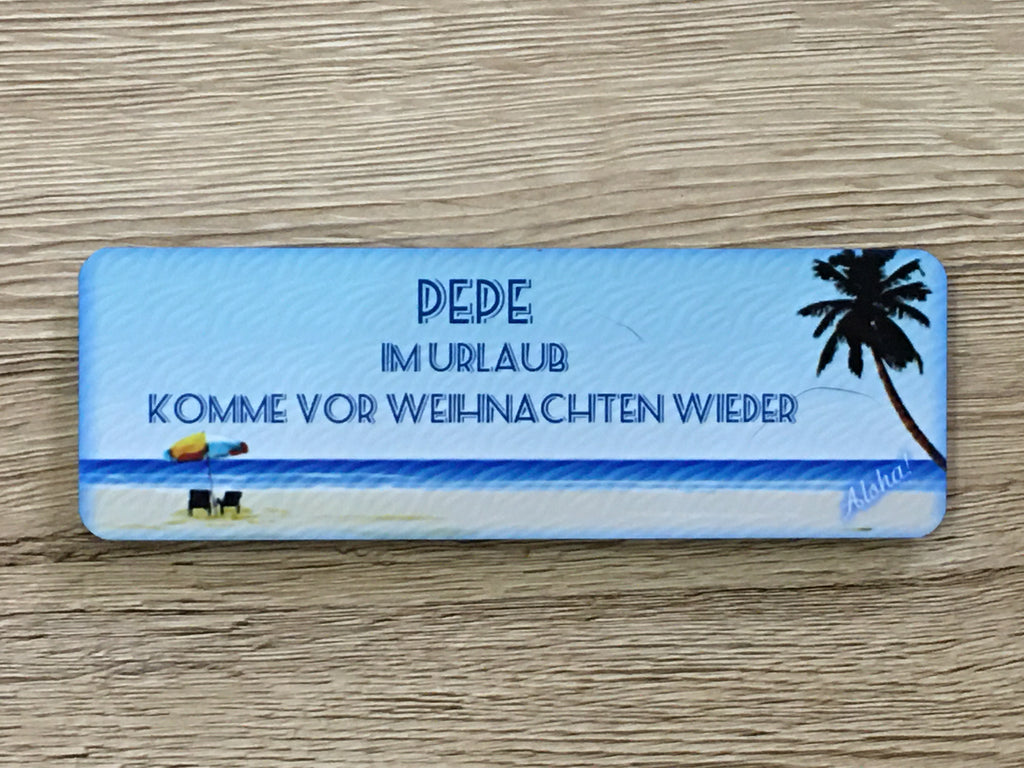 PEPE
IM URLAUB
KOMME VOR WEIHNACHTEN WIEDER
Aloha!